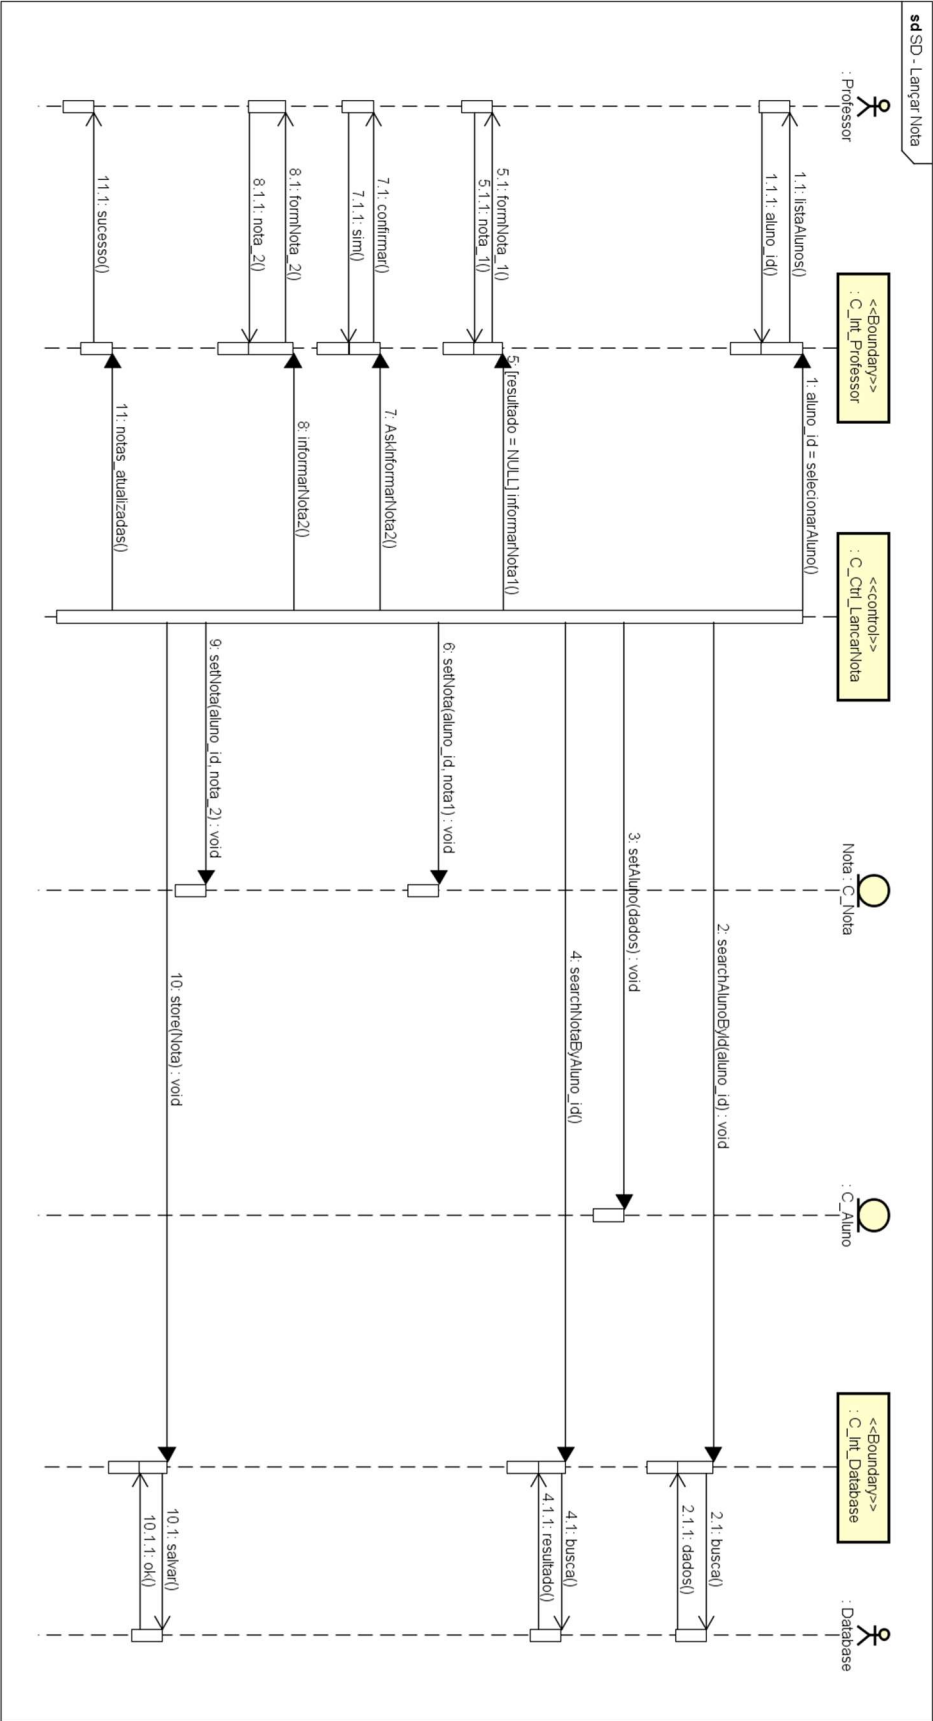 sd SD - Lançar Nota
: Professor
<<Boundary>>
: C_Int_Professor
<<control>>
: C_Ctrl_LancarNota
Nota : C_Nota
: C_Aluno
<<Boundary>>
: C_Int_Database
: Database
1: aluno_id = selecionarAluno()
1.1: listaAlunos()
1.1.1: aluno_id()
2: searchAlunoById(aluno_id) : void
2.1: busca()
2.1.1: dados()
3: setAluno(dados) : void
4: searchNotaByAluno_id()
4.1: busca()
4.1.1: resultado()
5: [resultado = NULL] informarNota1()
5.1: formNota_1()
5.1.1: nota_1()
6: setNota(aluno_id, nota1) : void
7: AskInformarNota2()
7.1: confirmar()
7.1.1: sim()
8: informarNota2()
8.1: formNota_2()
8.1.1: nota_2()
9: setNota(aluno_id, nota_2) : void
10: store(Nota) : void
10.1: salvar()
10.1.1: ok()
11: notas_atualizadas()
11.1: sucesso()